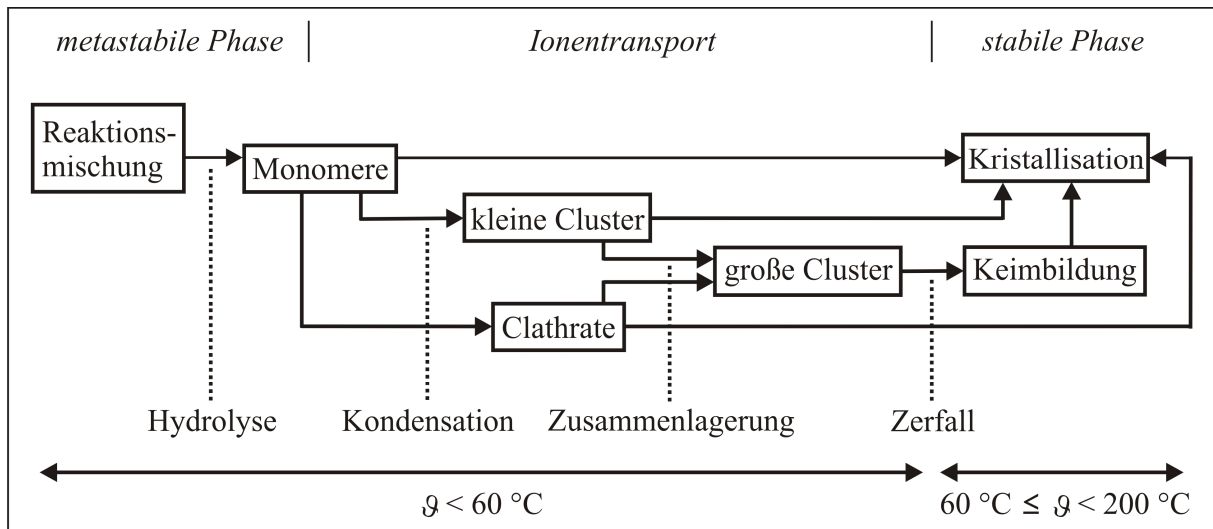 metastabile Phase
Ionentransport
stabile Phase
Reaktions-
mischung
Monomere
Kristallisation
kleine Cluster
große Cluster
Keimbildung
Clathrate
Hydrolyse
Kondensation
Zusammenlagerung
Zerfall
ϑ < 60 °C
60 °C ≤ ϑ < 200 °C